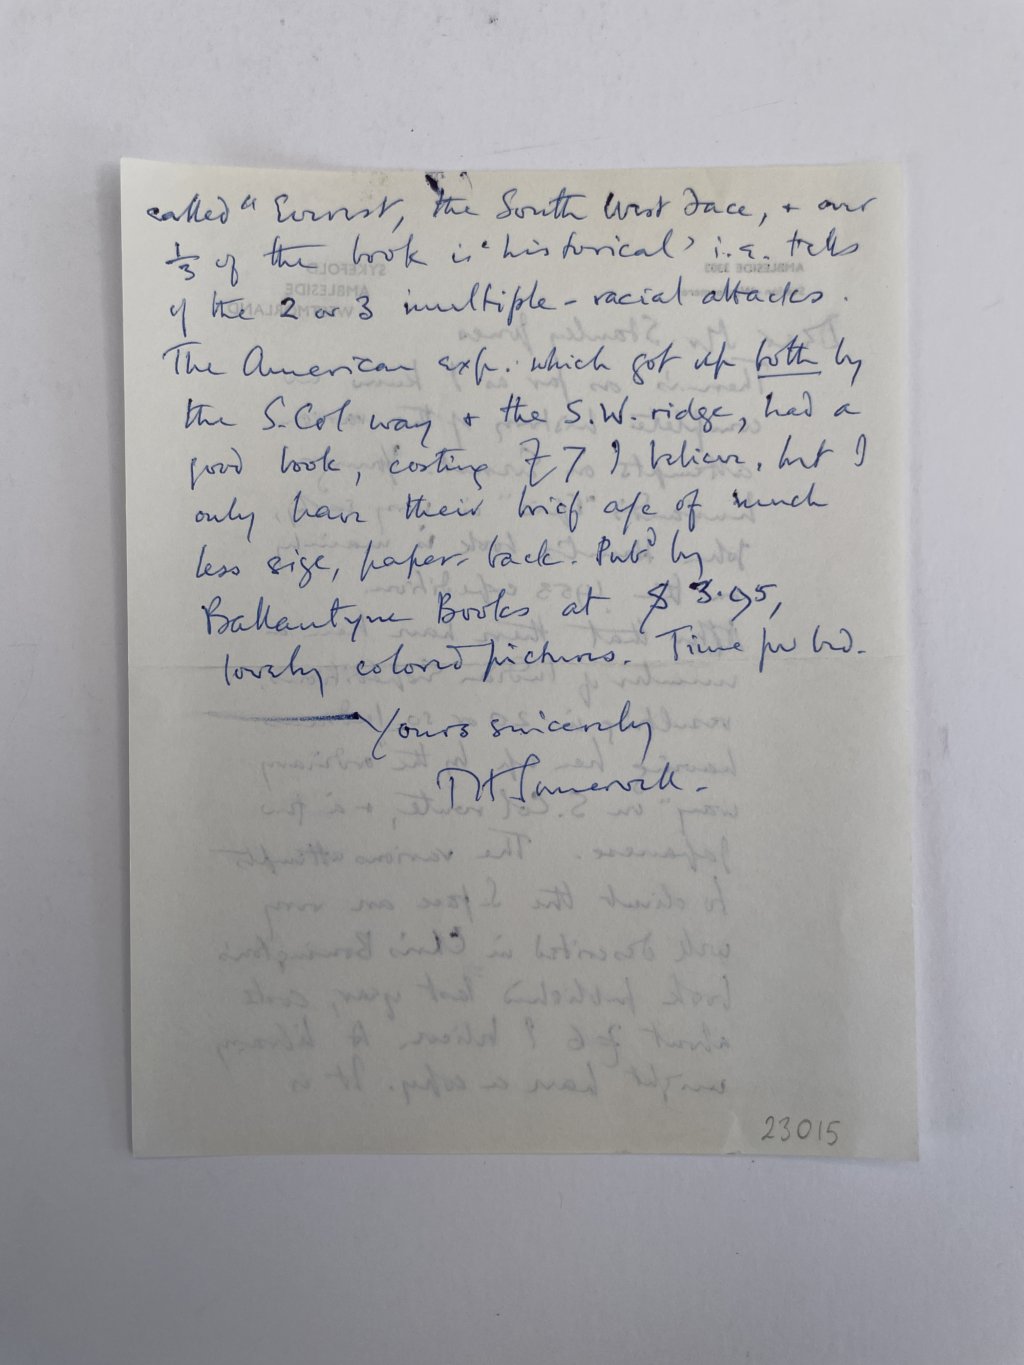 called "Everest, the South West Face, + over
1/3 of the book is 'historical' i.e. tells
of the 2 or 3 multiple-racial attacks.
The American exp. which got up both by
the S. Col way + the S.W. ridge, had a
good book, costing £7 I believe, but I
only have their brief a/c of much
less size, paper-back. Pubd by
Ballantyne Books at $3.95,
lovely colored pictures. Time for bed.
Yours sincerely
T H Somervell -
23015